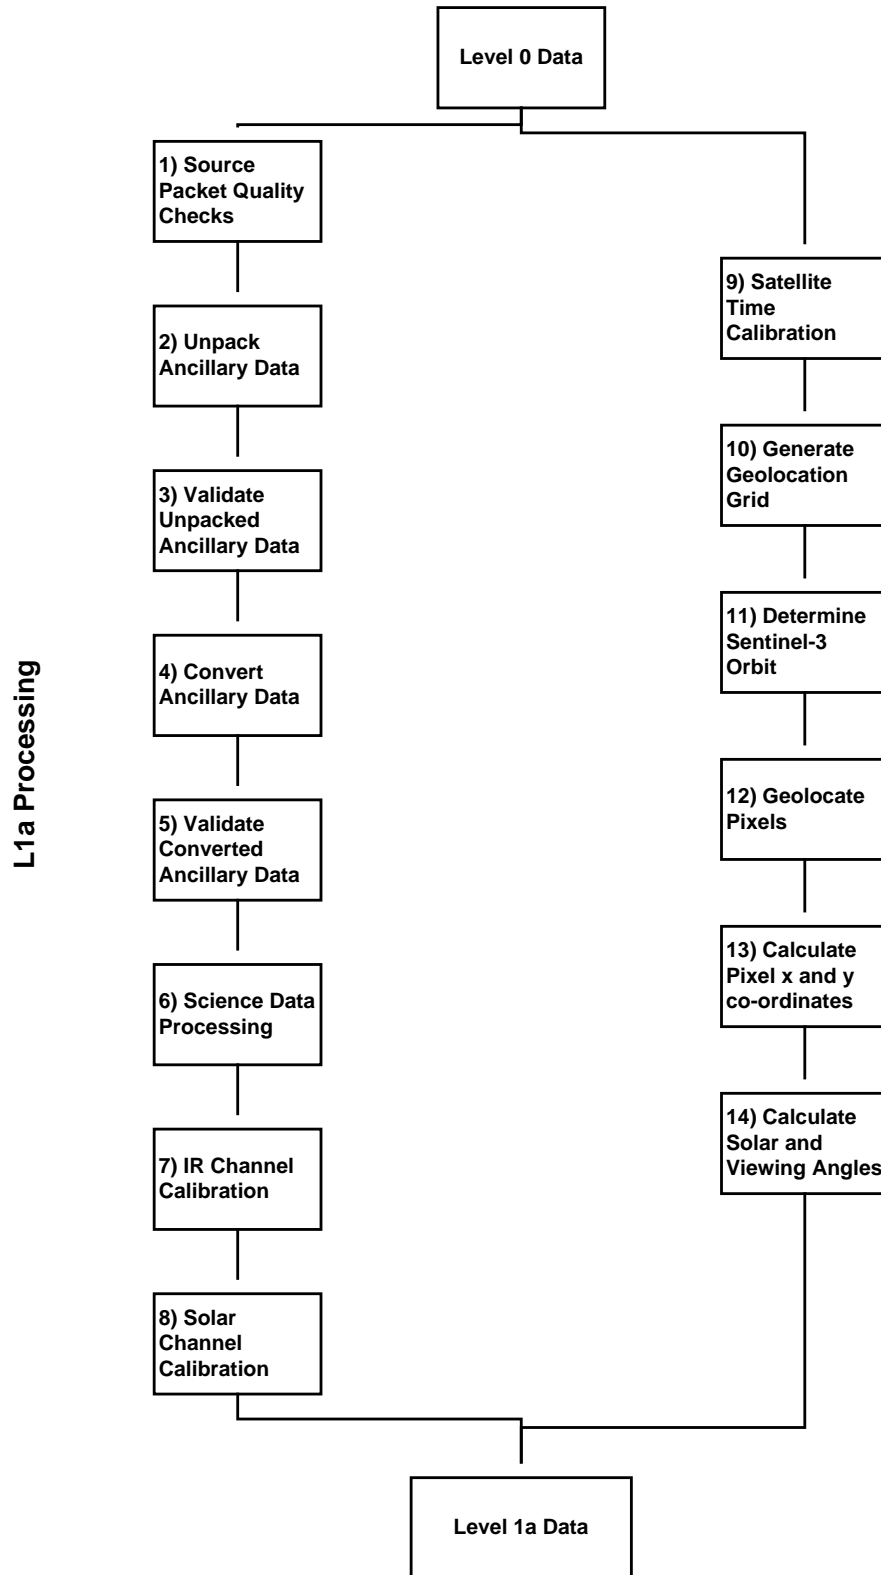 Level 0 Data
1) Source
Packet Quality
Checks
2) Unpack
Ancillary Data
3) Validate
Unpacked
Ancillary Data
4) Convert
Ancillary Data
5) Validate
Converted
Ancillary Data
6) Science Data
Processing
7) IR Channel
Calibration
8) Solar
Channel
Calibration
9) Satellite
Time
Calibration
10) Generate
Geolocation
Grid
11) Determine
Sentinel-3
Orbit
12) Geolocate
Pixels
13) Calculate
Pixel x and y
co-ordinates
14) Calculate
Solar and
Viewing Angles
Level 1a Data
L1a Processing